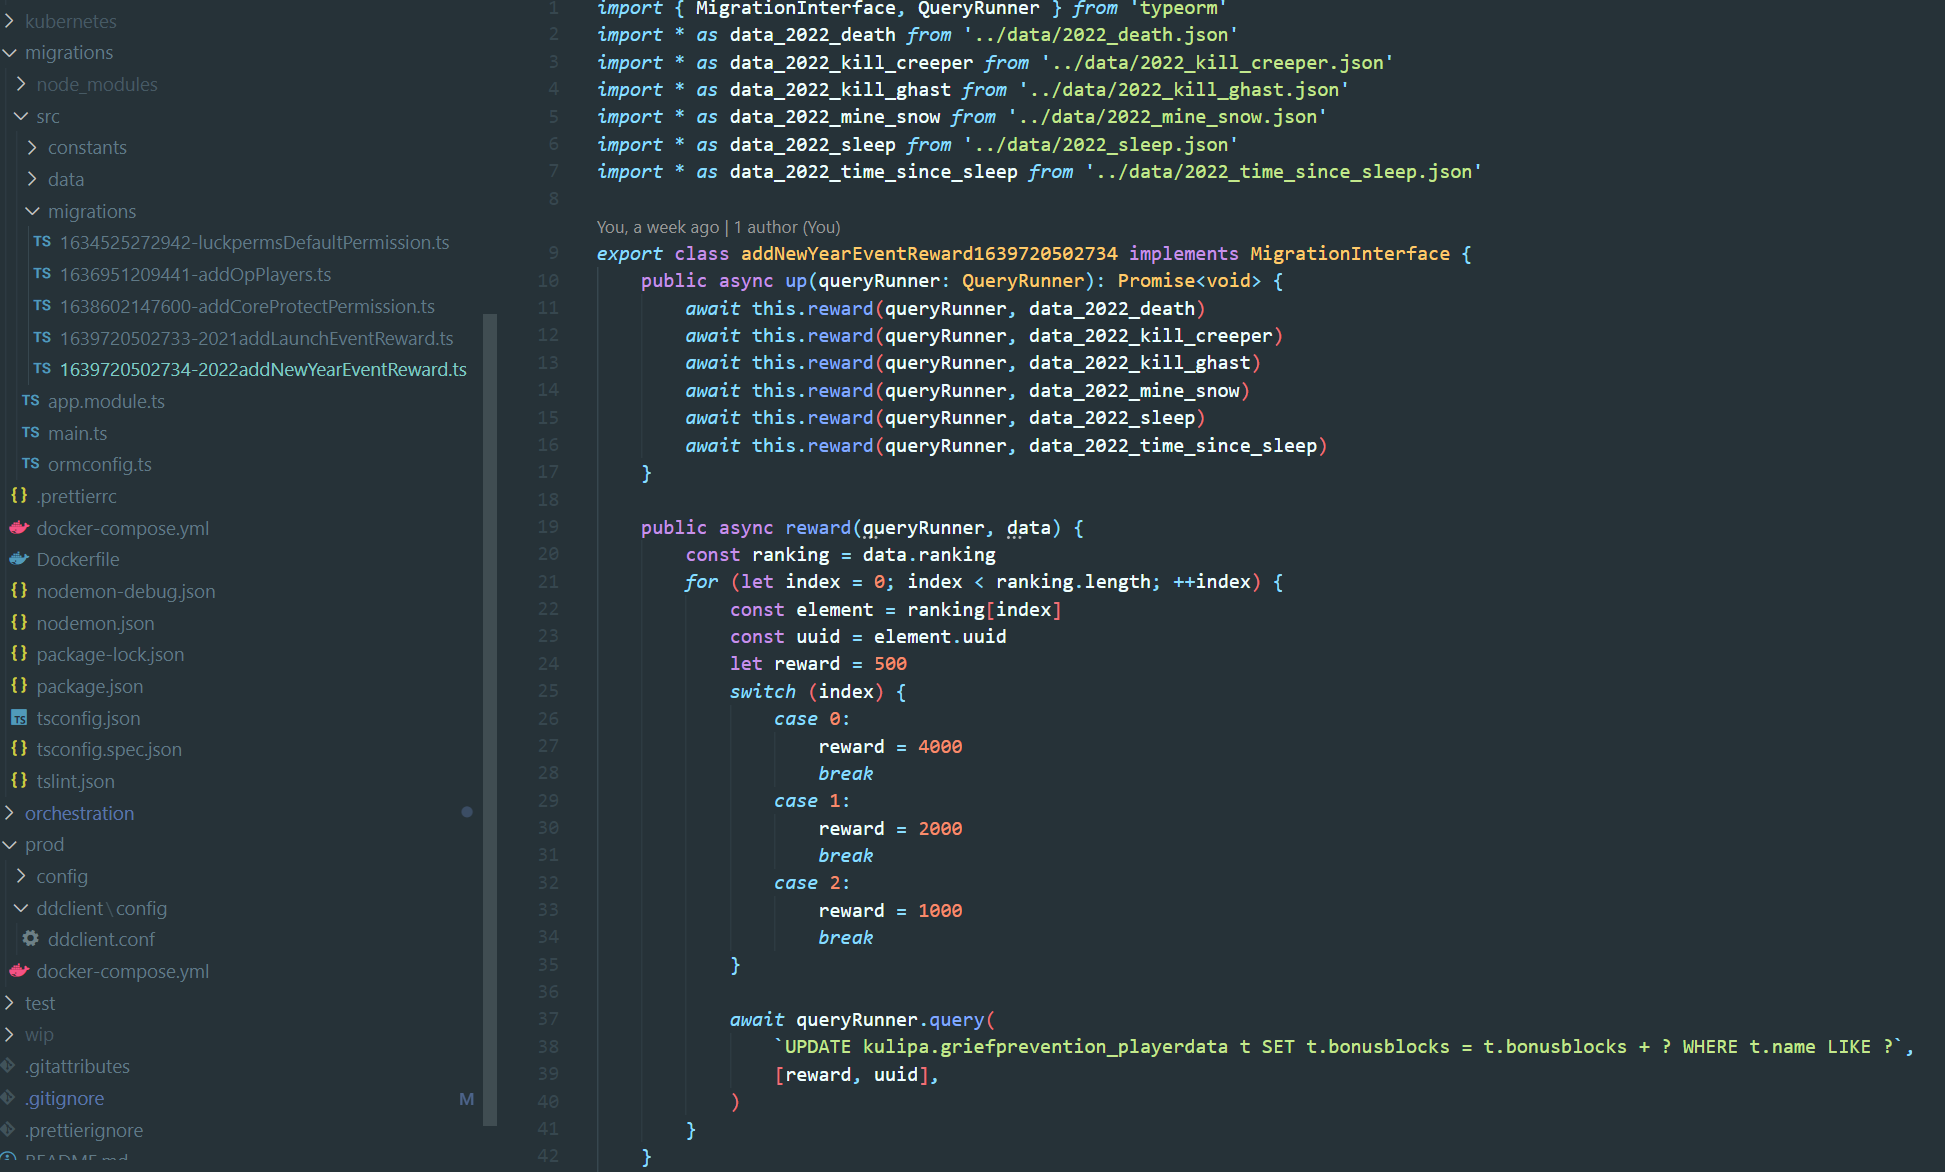 kubernetes
migrations
node_modules
src
constants
data
migrations
TS 1634525272942-luckpermsDefaultPermission.ts
TS 1636951209441-addOpPlayers.ts
TS 1638602147600-addCoreProtectPermission.ts
TS 1639720502733-2021addLaunchEventReward.ts
TS 1639720502734-2022addNewYearEventReward.ts
TS app.module.ts
TS main.ts
TS ormconfig.ts
{} .prettierrc
docker-compose.yml
Dockerfile
{} nodemon-debug.json
{} nodemon.json
{} package-lock.json
{} package.json
TS tsconfig.json
{} tsconfig.spec.json
{} tslint.json
orchestration
prod
config
ddclient\config
ddclient.conf
docker-compose.yml
test
wip
.gitattributes
.gitignore M
.prettierignore
README.md
1 import { MigrationInterface, QueryRunner } from 'typeorm'
2 import * as data_2022_death from '../data/2022_death.json'
3 import * as data_2022_kill_creeper from '../data/2022_kill_creeper.json'
4 import * as data_2022_kill_ghast from '../data/2022_kill_ghast.json'
5 import * as data_2022_mine_snow from '../data/2022_mine_snow.json'
6 import * as data_2022_sleep from '../data/2022_sleep.json'
7 import * as data_2022_time_since_sleep from '../data/2022_time_since_sleep.json'
8
You, a week ago | 1 author (You)
9 export class addNewYearEventReward1639720502734 implements MigrationInterface {
10 public async up(queryRunner: QueryRunner): Promise<void> {
11 await this.reward(queryRunner, data_2022_death)
12 await this.reward(queryRunner, data_2022_kill_creeper)
13 await this.reward(queryRunner, data_2022_kill_ghast)
14 await this.reward(queryRunner, data_2022_mine_snow)
15 await this.reward(queryRunner, data_2022_sleep)
16 await this.reward(queryRunner, data_2022_time_since_sleep)
17 }
18
19 public async reward(queryRunner, data) {
20 const ranking = data.ranking
21 for (let index = 0; index < ranking.length; ++index) {
22 const element = ranking[index]
23 const uuid = element.uuid
24 let reward = 500
25 switch (index) {
26 case 0:
27 reward = 4000
28 break
29 case 1:
30 reward = 2000
31 break
32 case 2:
33 reward = 1000
34 break
35 }
36
37 await queryRunner.query(
38 `UPDATE kulipa.griefprevention_playerdata t SET t.bonusblocks = t.bonusblocks + ? WHERE t.name LIKE ?`,
39 [reward, uuid],
40 )
41 }
42 }